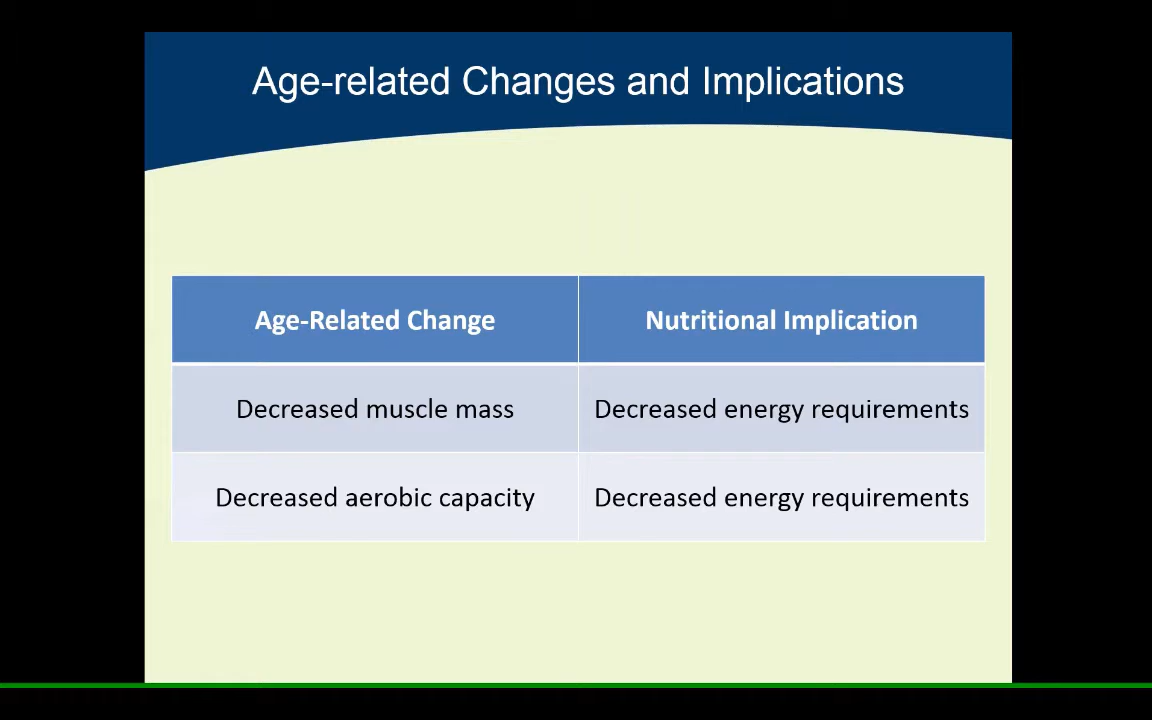 Age-related Changes and Implications
Age-Related Change
Nutritional Implication
Decreased muscle mass
Decreased energy requirements
Decreased aerobic capacity
Decreased energy requirements